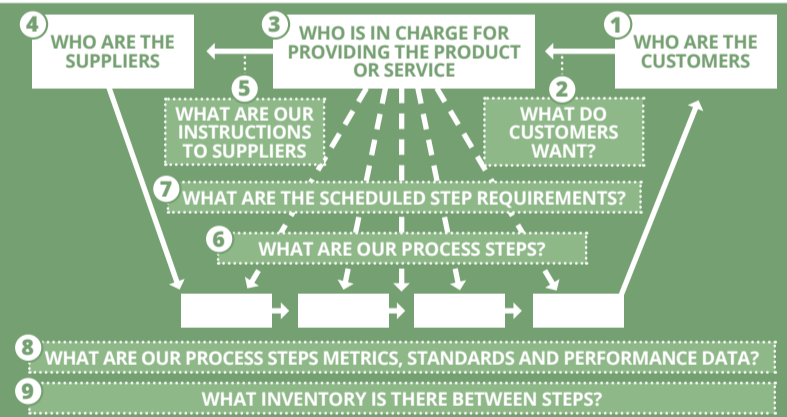 4
WHO ARE THE
SUPPLIERS
3
WHO IS IN CHARGE FOR
PROVIDING THE PRODUCT
OR SERVICE
1
WHO ARE THE
CUSTOMERS
5
WHAT ARE OUR
INSTRUCTIONS
TO SUPPLIERS
2
WHAT DO
CUSTOMERS
WANT?
7
WHAT ARE THE SCHEDULED STEP REQUIREMENTS?
6
WHAT ARE OUR PROCESS STEPS?
8
WHAT ARE OUR PROCESS STEPS METRICS, STANDARDS AND PERFORMANCE DATA?
9
WHAT INVENTORY IS THERE BETWEEN STEPS?